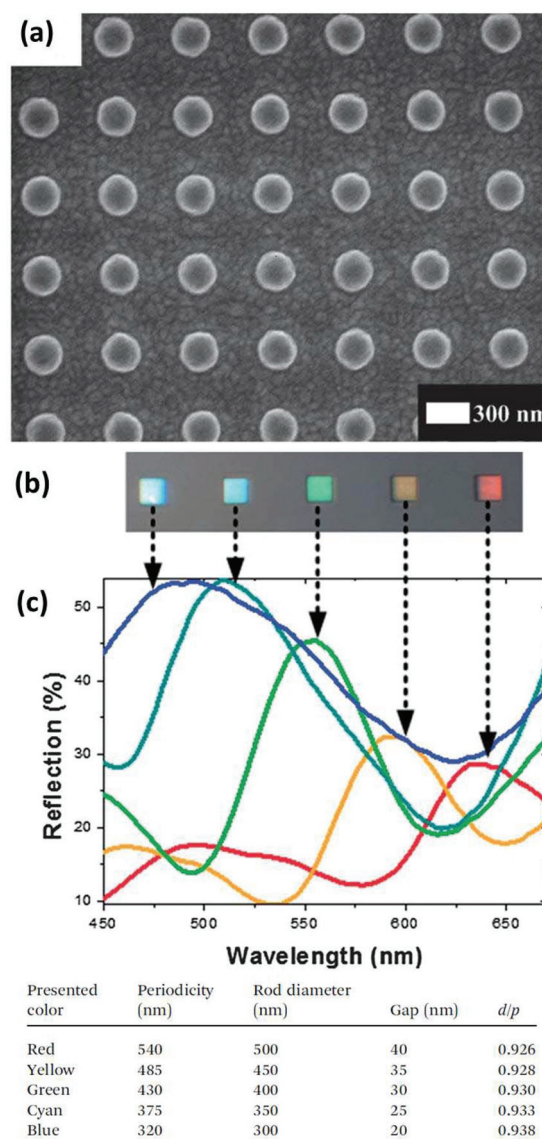 (a)
300 nm
(b)
(c)
50
40
30
20
10
Reflection (%)
450 500 550 600 650
Wavelength (nm)
Presented color Periodicity (nm) Rod diameter (nm) Gap (nm) d/p
Red 540 500 40 0.926
Yellow 485 450 35 0.928
Green 430 400 30 0.930
Cyan 375 350 25 0.933
Blue 320 300 20 0.938